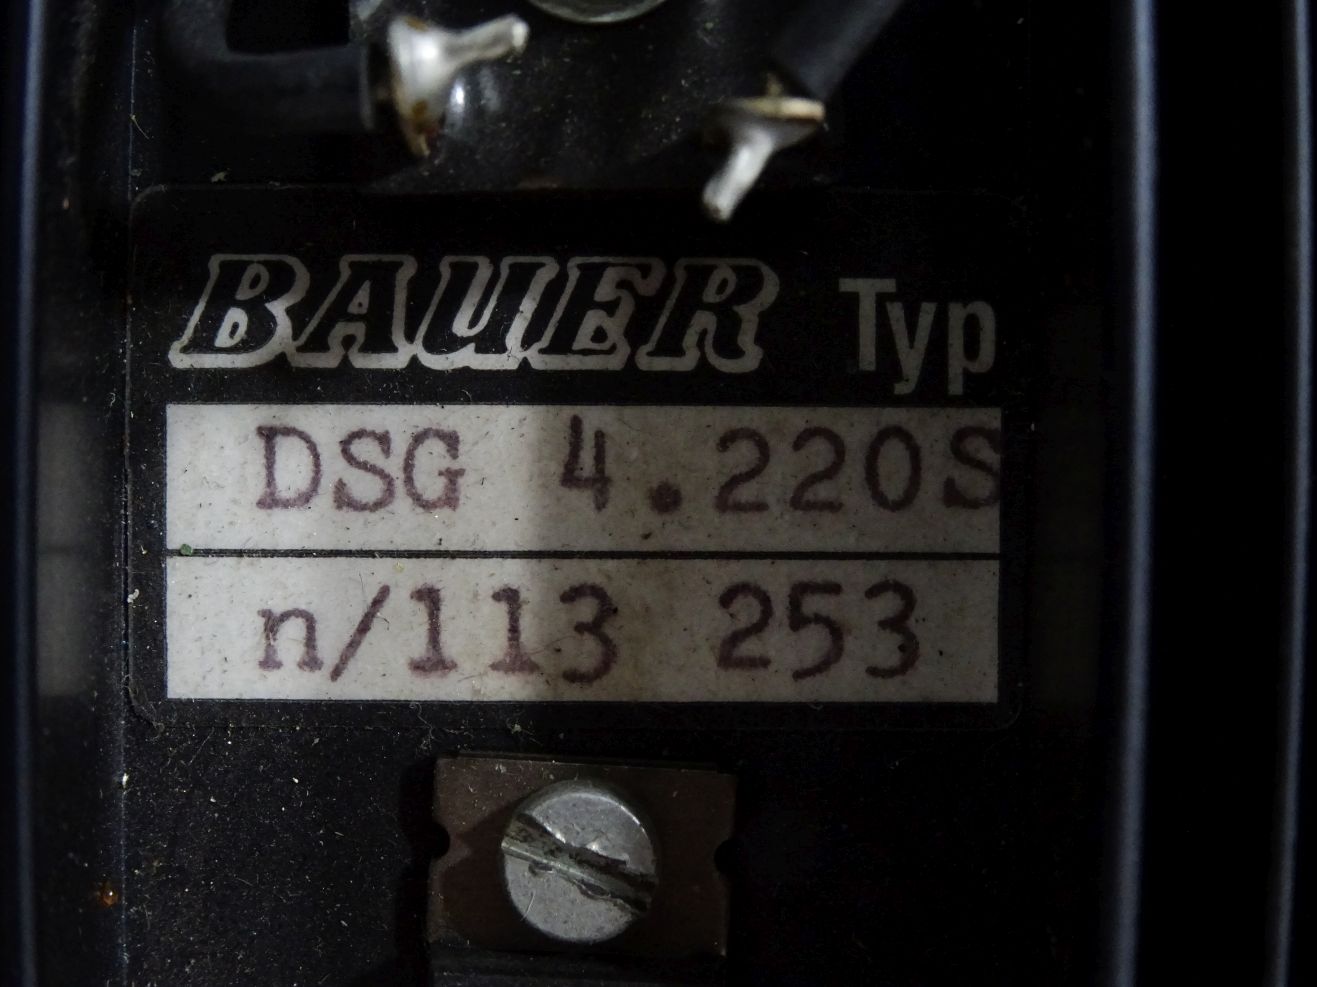 BAUER Typ
DSG 4.220S
n/113 253